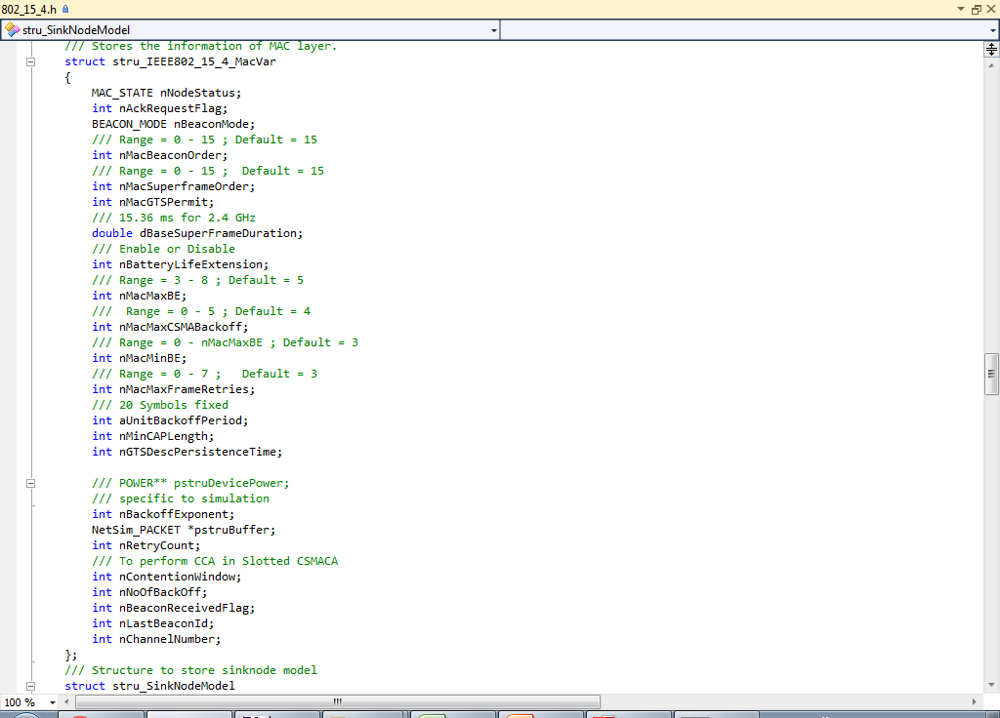 802_15_4.h
stru_SinkNodeModel
/// Stores the information of MAC layer.
struct stru_IEEE802_15_4_MacVar
{
MAC_STATE nNodeStatus;
int nAckRequestFlag;
BEACON_MODE nBeaconMode;
/// Range = 0 - 15 ; Default = 15
int nMacBeaconOrder;
/// Range = 0 - 15 ;  Default = 15
int nMacSuperframeOrder;
int nMacGTSPermit;
/// 15.36 ms for 2.4 GHz
double dBaseSuperFrameDuration;
/// Enable or Disable
int nBatteryLifeExtension;
/// Range = 3 - 8 ; Default = 5
int nMacMaxBE;
///  Range = 0 - 5 ; Default = 4
int nMacMaxCSMABackoff;
/// Range = 0 - nMacMaxBE ; Default = 3
int nMacMinBE;
/// Range = 0 - 7 ;   Default = 3
int nMacMaxFrameRetries;
/// 20 Symbols fixed
int aUnitBackoffPeriod;
int nMinCAPLength;
int nGTSDescPersistenceTime;
/// POWER** pstruDevicePower;
/// specific to simulation
int nBackoffExponent;
NetSim_PACKET *pstruBuffer;
int nRetryCount;
/// To perform CCA in Slotted CSMACA
int nContentionWindow;
int nNoOfBackOff;
int nBeaconReceivedFlag;
int nLastBeaconId;
int nChannelNumber;
};
/// Structure to store sinknode model
struct stru_SinkNodeModel
100 %